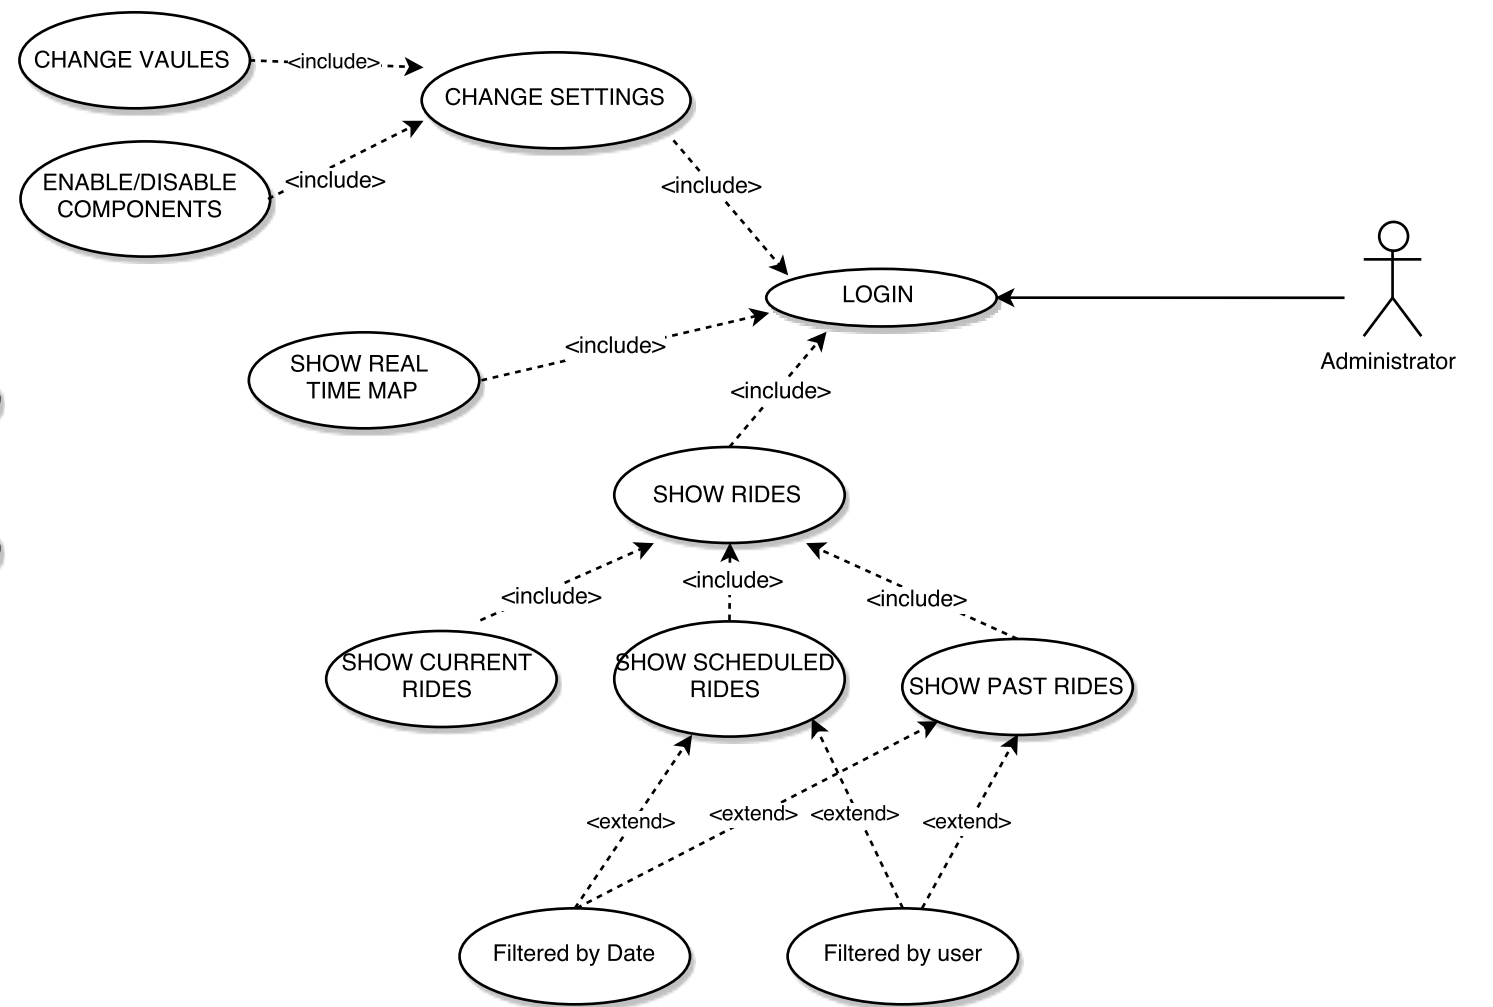 CHANGE VAULES
<include>
CHANGE SETTINGS
ENABLE/DISABLE
COMPONENTS
<include>
<include>
LOGIN
SHOW REAL
TIME MAP
<include>
Administrator
<include>
SHOW RIDES
<include>
<include>
<include>
SHOW CURRENT
RIDES
SHOW SCHEDULED
RIDES
SHOW PAST RIDES
<extend>
<extend>
<extend>
<extend>
Filtered by Date
Filtered by user